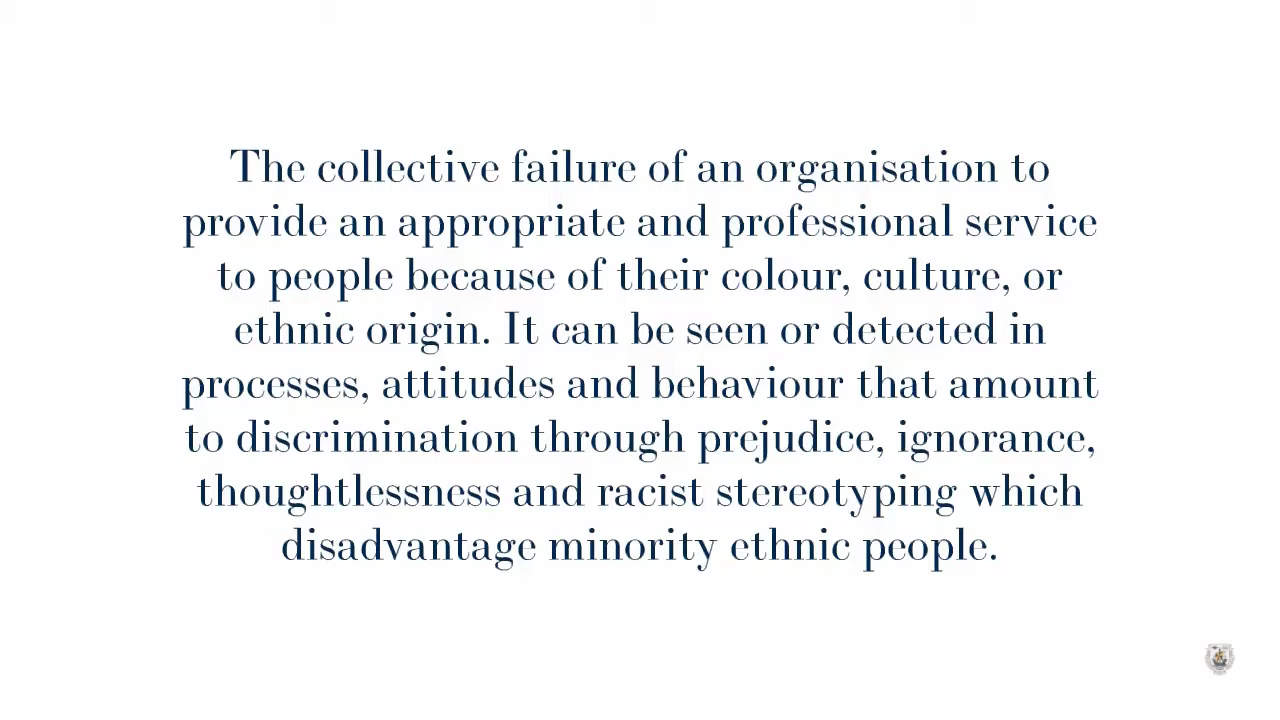 The collective failure of an organisation to
provide an appropriate and professional service
to people because of their colour, culture, or
ethnic origin. It can be seen or detected in
processes, attitudes and behaviour that amount
to discrimination through prejudice, ignorance,
thoughtlessness and racist stereotyping which
disadvantage minority ethnic people.